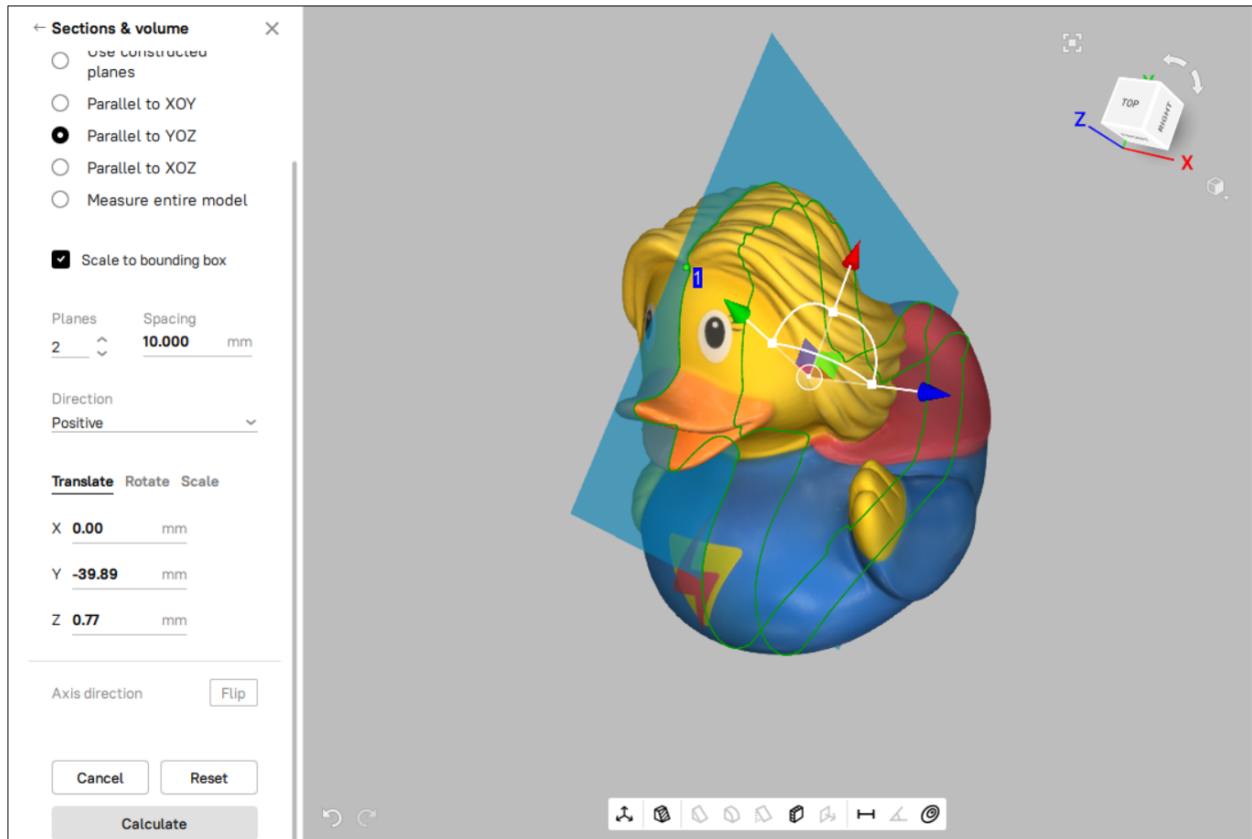 ← Sections & volume
Use constructed
planes
Parallel to XOY
Parallel to YOZ
Parallel to XOZ
Measure entire model
Scale to bounding box
Planes Spacing
2 10.000 mm
Direction
Positive
Translate Rotate Scale
X 0.00 mm
Y -39.89 mm
Z 0.77 mm
Axis direction Flip
Cancel Reset
Calculate
1
Y
TOP
RIGHT
Z
X